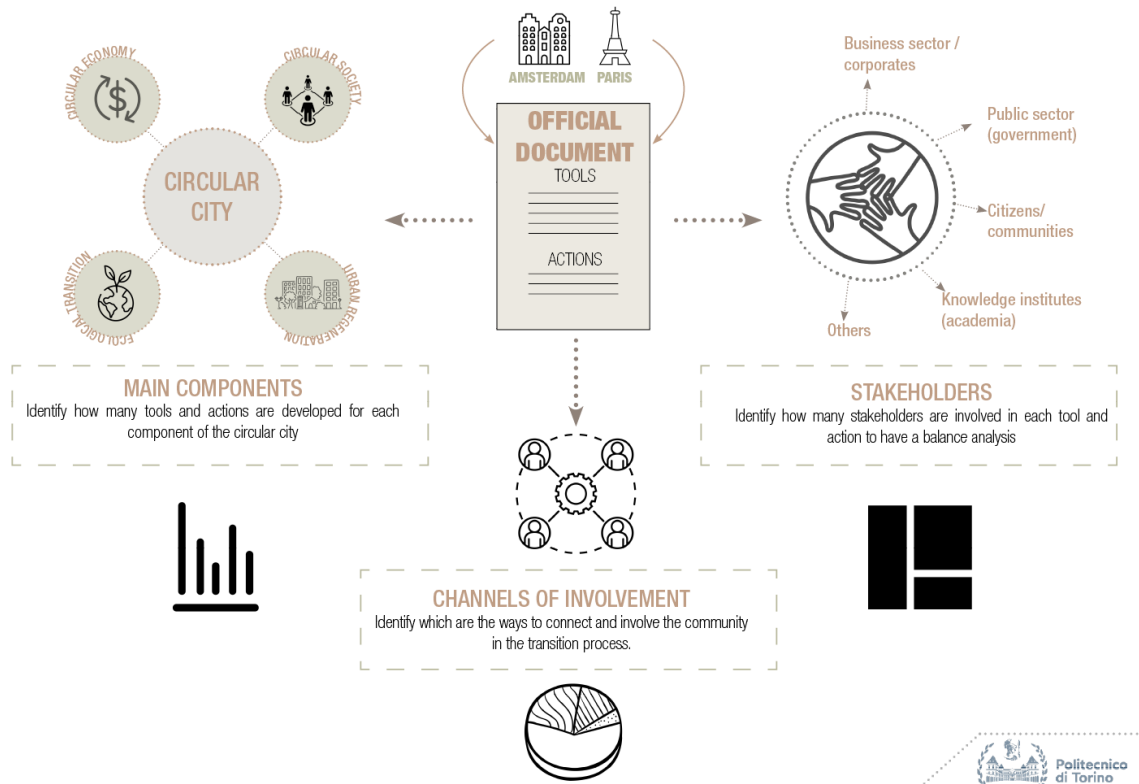 CIRCULAR ECONOMY
CIRCULAR SOCIETY
CIRCULAR
CITY
ECOLOGICAL TRANSITION
URBAN REGENERATION
MAIN COMPONENTS
Identify how many tools and actions are developed for each
component of the circular city
AMSTERDAM PARIS
OFFICIAL
DOCUMENT
TOOLS
ACTIONS
CHANNELS OF INVOLVEMENT
Identify which are the ways to connect and involve the community
in the transition process.
Business sector /
corporates
Public sector
(government)
Citizens/
communities
Knowledge institutes
(academia)
Others
STAKEHOLDERS
Identify how many stakeholders are involved in each tool and
action to have a balance analysis
Politecnico
di Torino